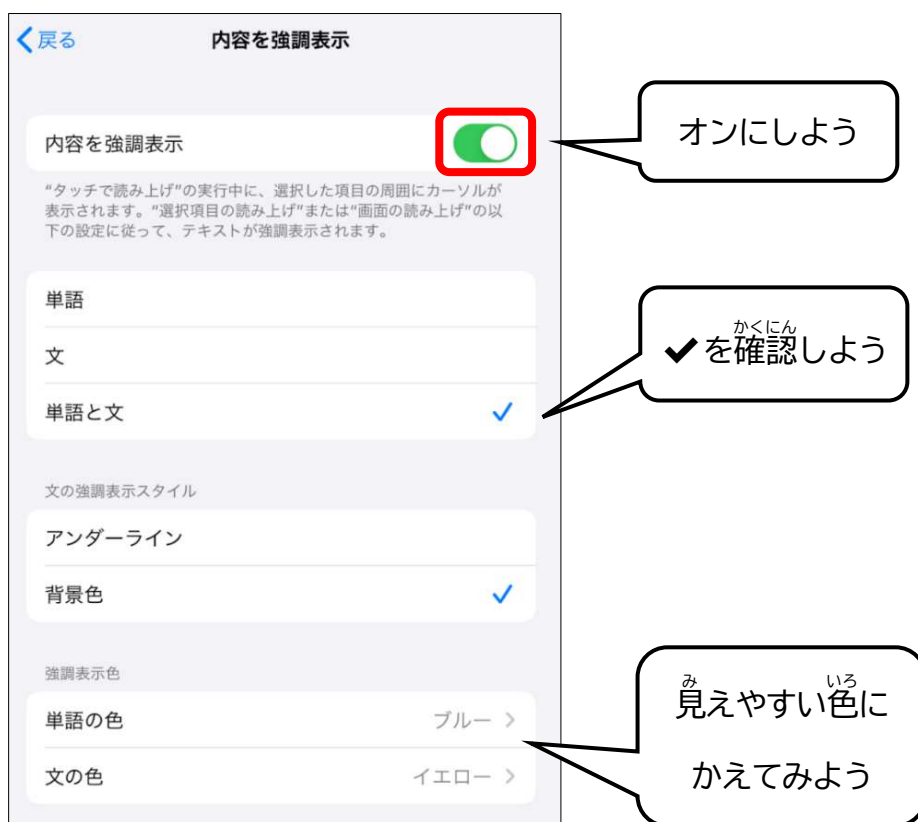 戻る
内容を強調表示
内容を強調表示
オンにしよう
“タッチで読み上げ”の実行中に、選択した項目の周囲にカーソルが
表示されます。“選択項目の読み上げ”または“画面の読み上げ”の以
下の設定に従って、テキストが強調表示されます。
単語
文
単語と文
かくにん
✔を確認しよう
文の強調表示スタイル
アンダーライン
背景色
強調表示色
単語の色
ブルー
文の色
イエロー
み いろ
見えやすい色に
かえてみよう